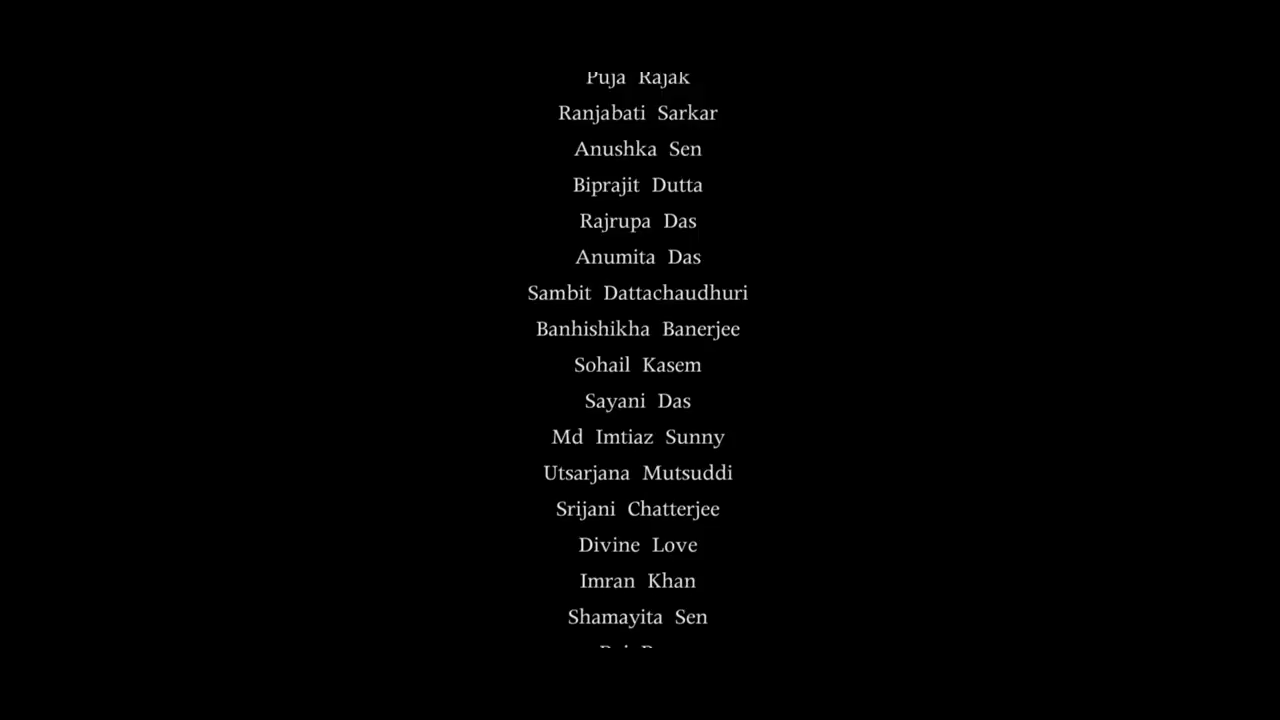 Puja Rajak
Ranjabati Sarkar
Anushka Sen
Biprajit Dutta
Rajrupa Das
Anumita Das
Sambit Dattachaudhuri
Banhishikha Banerjee
Sohail Kasem
Sayani Das
Md Imtiaz Sunny
Utsarjana Mutsuddi
Srijani Chatterjee
Divine Love
Imran Khan
Shamayita Sen